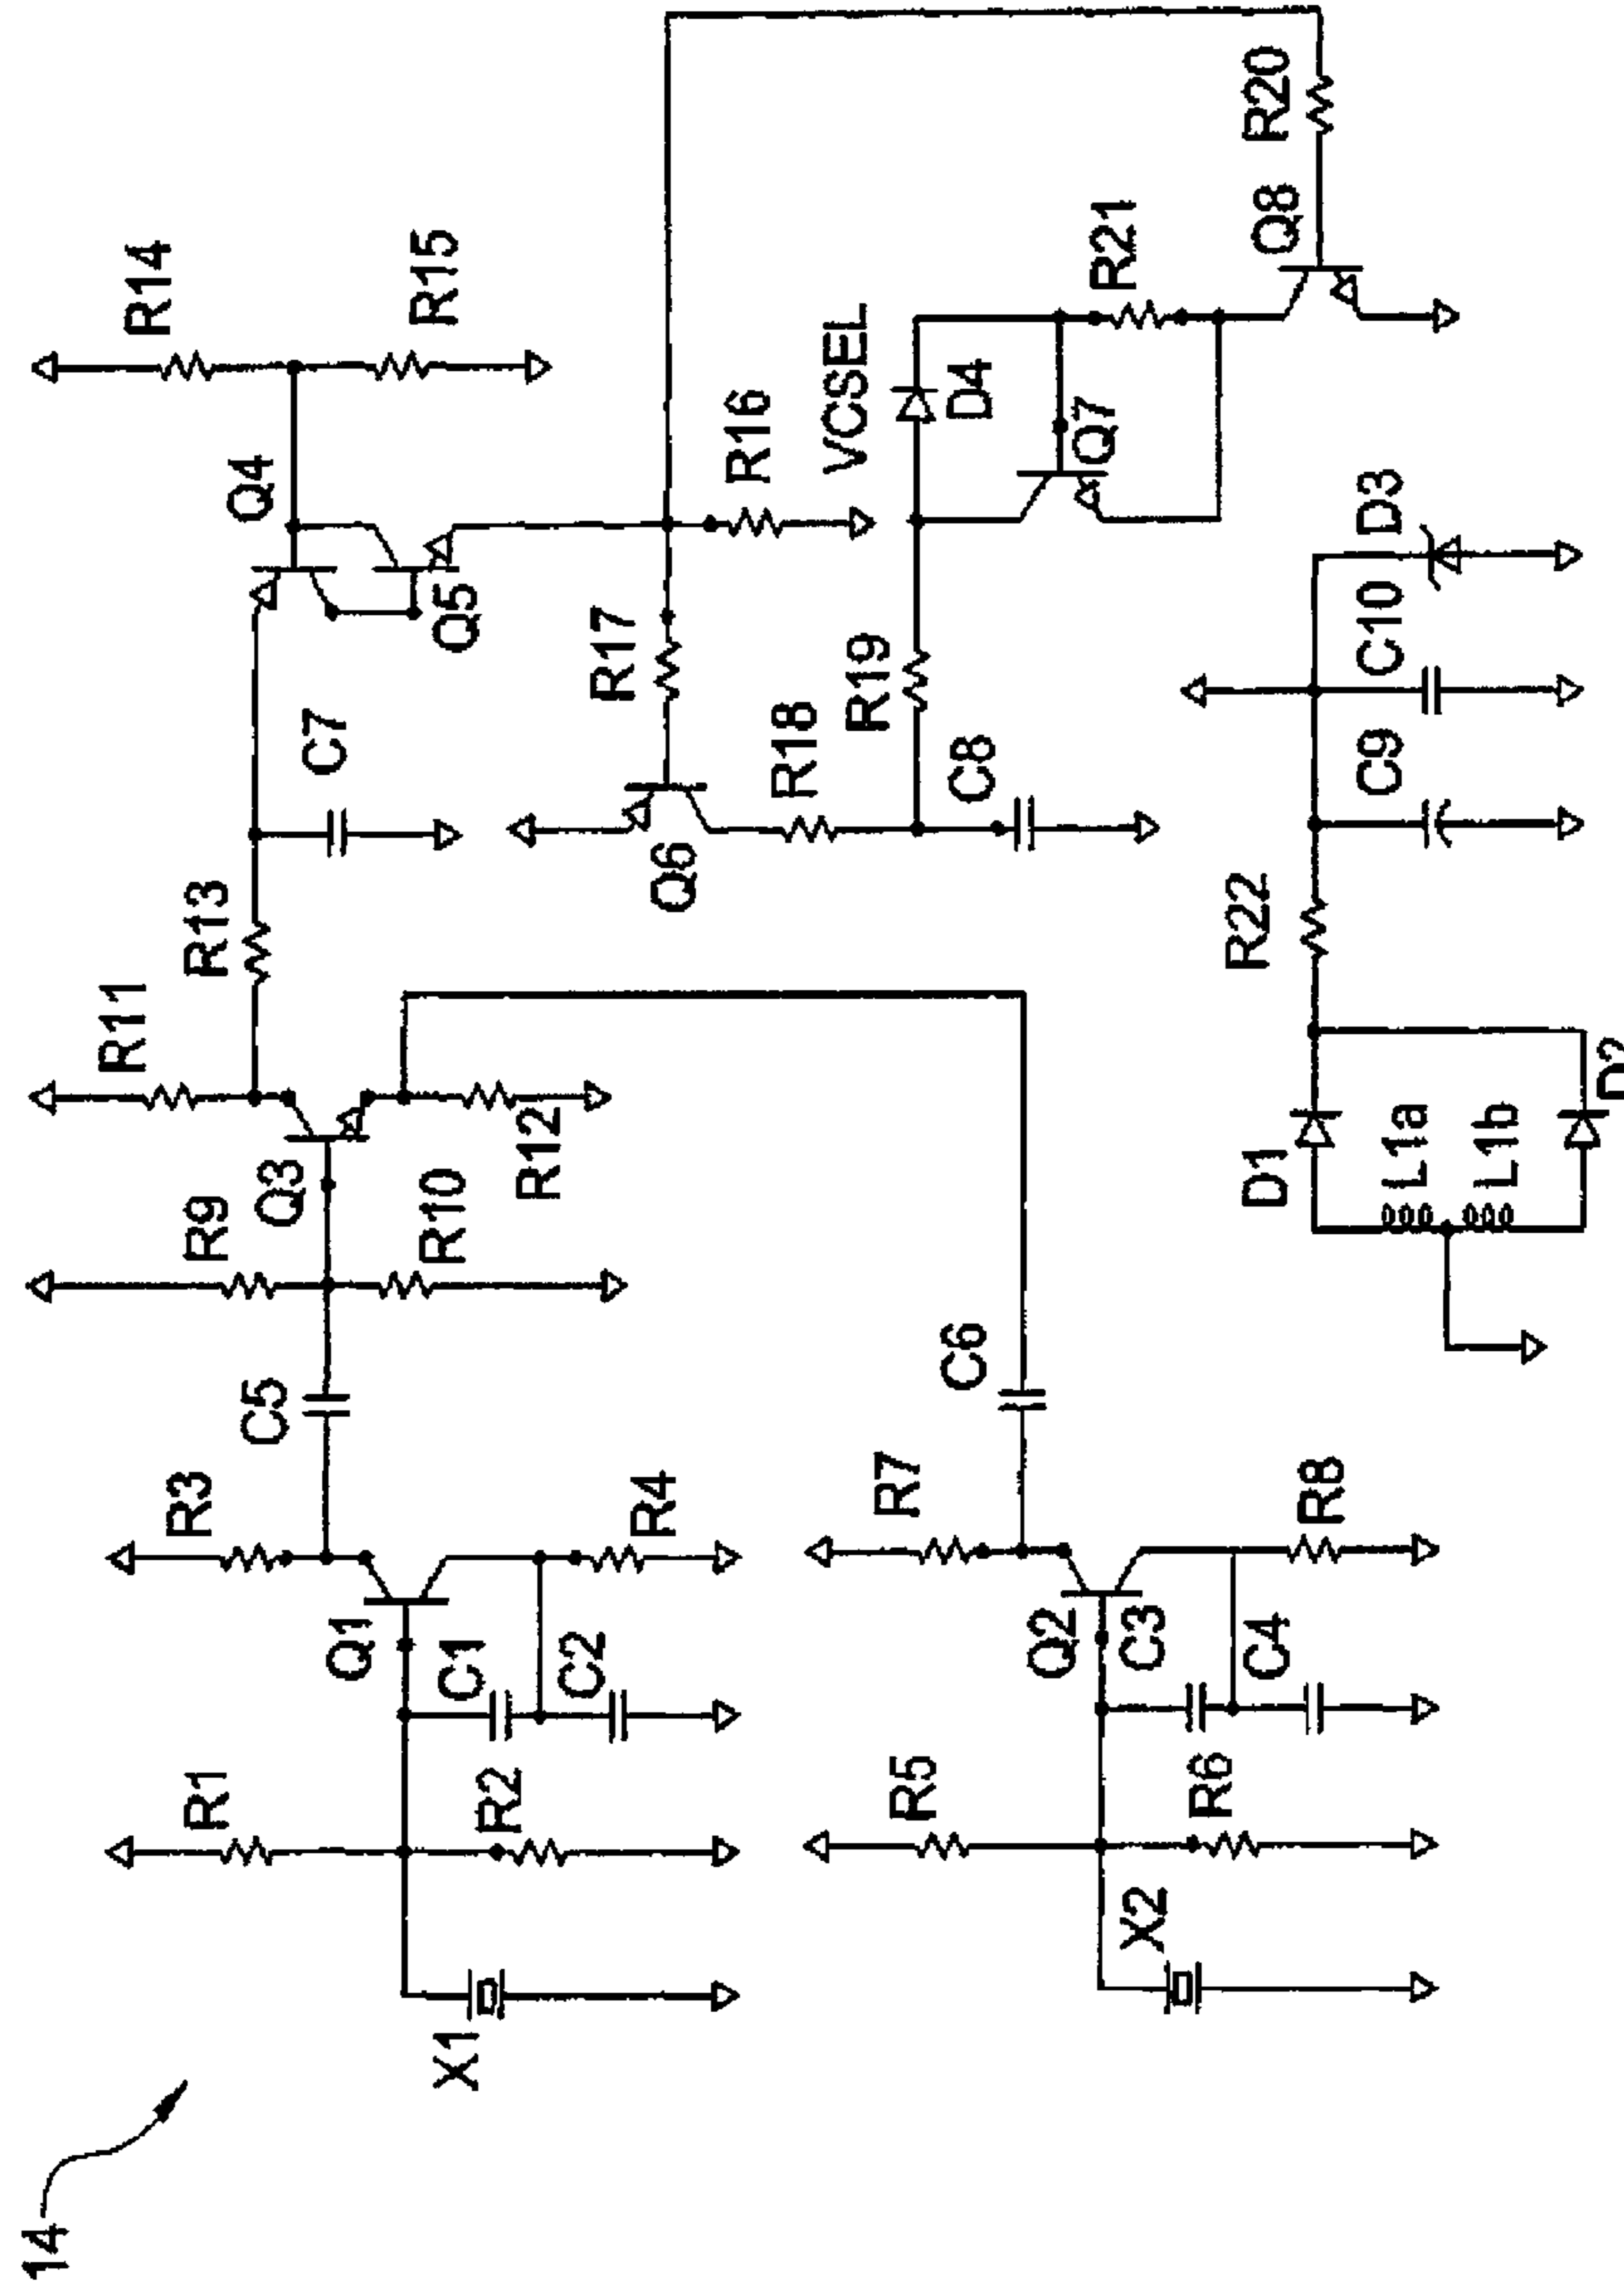 14
X1
R1
R2
C1
C2
Q1
R3
R4
C5
R9
R10
Q3
R11
R12
R13
C7
Q4
Q5
R14
R15
R16
R17
Q6
R18
R19
C8
VCSEL
D4
Q7
R21
Q8
R20
X2
R5
R6
C3
C4
Q2
R7
R8
C6
D1
L1a
L1b
D2
R22
C9
C10
D3